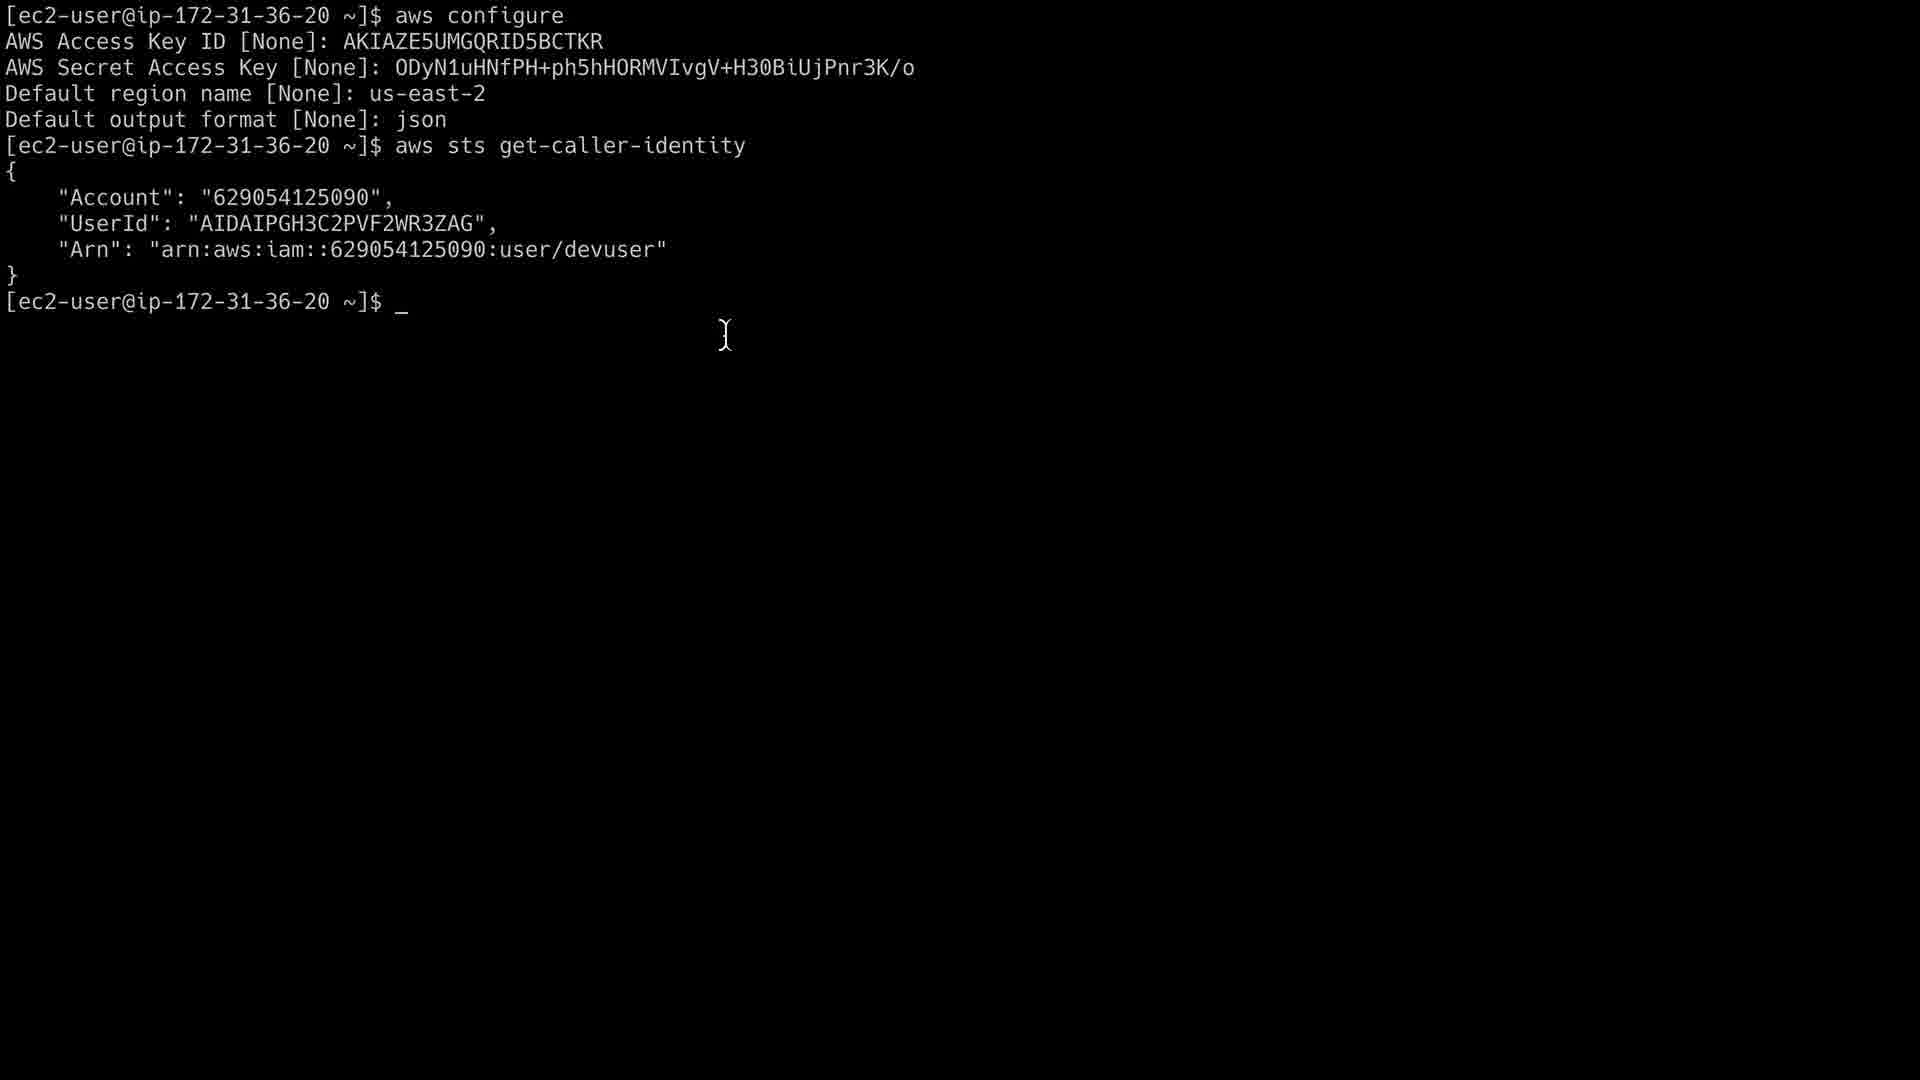 [ec2-user@ip-172-31-36-20 ~]$ aws configure
AWS Access Key ID [None]: AKIAZE5UMGQRID5BCTKR
AWS Secret Access Key [None]: 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
Default region name [None]: us-east-2
Default output format [None]: json
[ec2-user@ip-172-31-36-20 ~]$ aws sts get-caller-identity
{
    "Account": "629054125090",
    "UserId": "AIDAIPGH3C2PVF2WR3ZAG",
    "Arn": "arn:aws:iam::629054125090:user/devuser"
}
[ec2-user@ip-172-31-36-20 ~]$ _